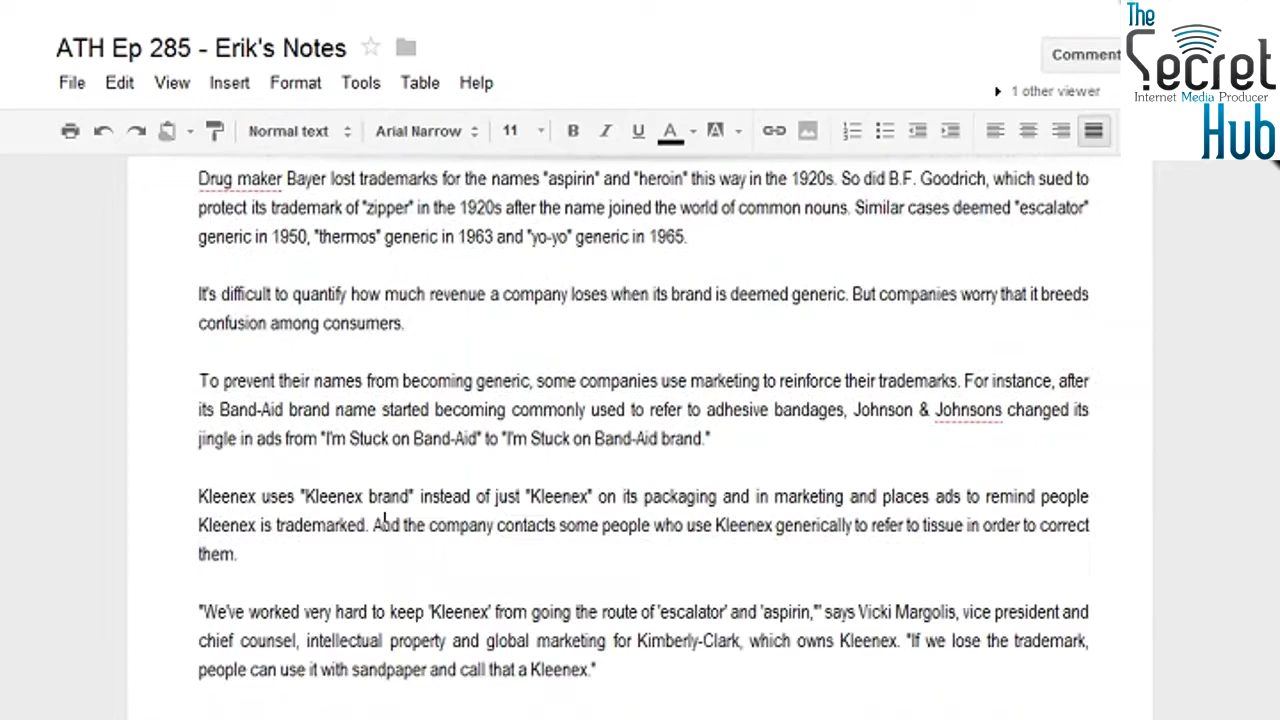 The
Secret
Internet Media Producer
Hub
ATH Ep 285 - Erik's Notes
Comment
File Edit View Insert Format Tools Table Help
1 other viewer
Normal text Arial Narrow 11 B I U A A
Drug maker Bayer lost trademarks for the names "aspirin" and "heroin" this way in the 1920s. So did B.F. Goodrich, which sued to
protect its trademark of "zipper" in the 1920s after the name joined the world of common nouns. Similar cases deemed "escalator"
generic in 1950, "thermos" generic in 1963 and "yo-yo" generic in 1965.
It's difficult to quantify how much revenue a company loses when its brand is deemed generic. But companies worry that it breeds
confusion among consumers.
To prevent their names from becoming generic, some companies use marketing to reinforce their trademarks. For instance, after
its Band-Aid brand name started becoming commonly used to refer to adhesive bandages, Johnson & Johnsons changed its
jingle in ads from "I'm Stuck on Band-Aid" to "I'm Stuck on Band-Aid brand."
Kleenex uses "Kleenex brand" instead of just "Kleenex" on its packaging and in marketing and places ads to remind people
Kleenex is trademarked. And the company contacts some people who use Kleenex generically to refer to tissue in order to correct
them.
"We've worked very hard to keep 'Kleenex' from going the route of 'escalator' and 'aspirin,'" says Vicki Margolis, vice president and
chief counsel, intellectual property and global marketing for Kimberly-Clark, which owns Kleenex. "If we lose the trademark,
people can use it with sandpaper and call that a Kleenex."